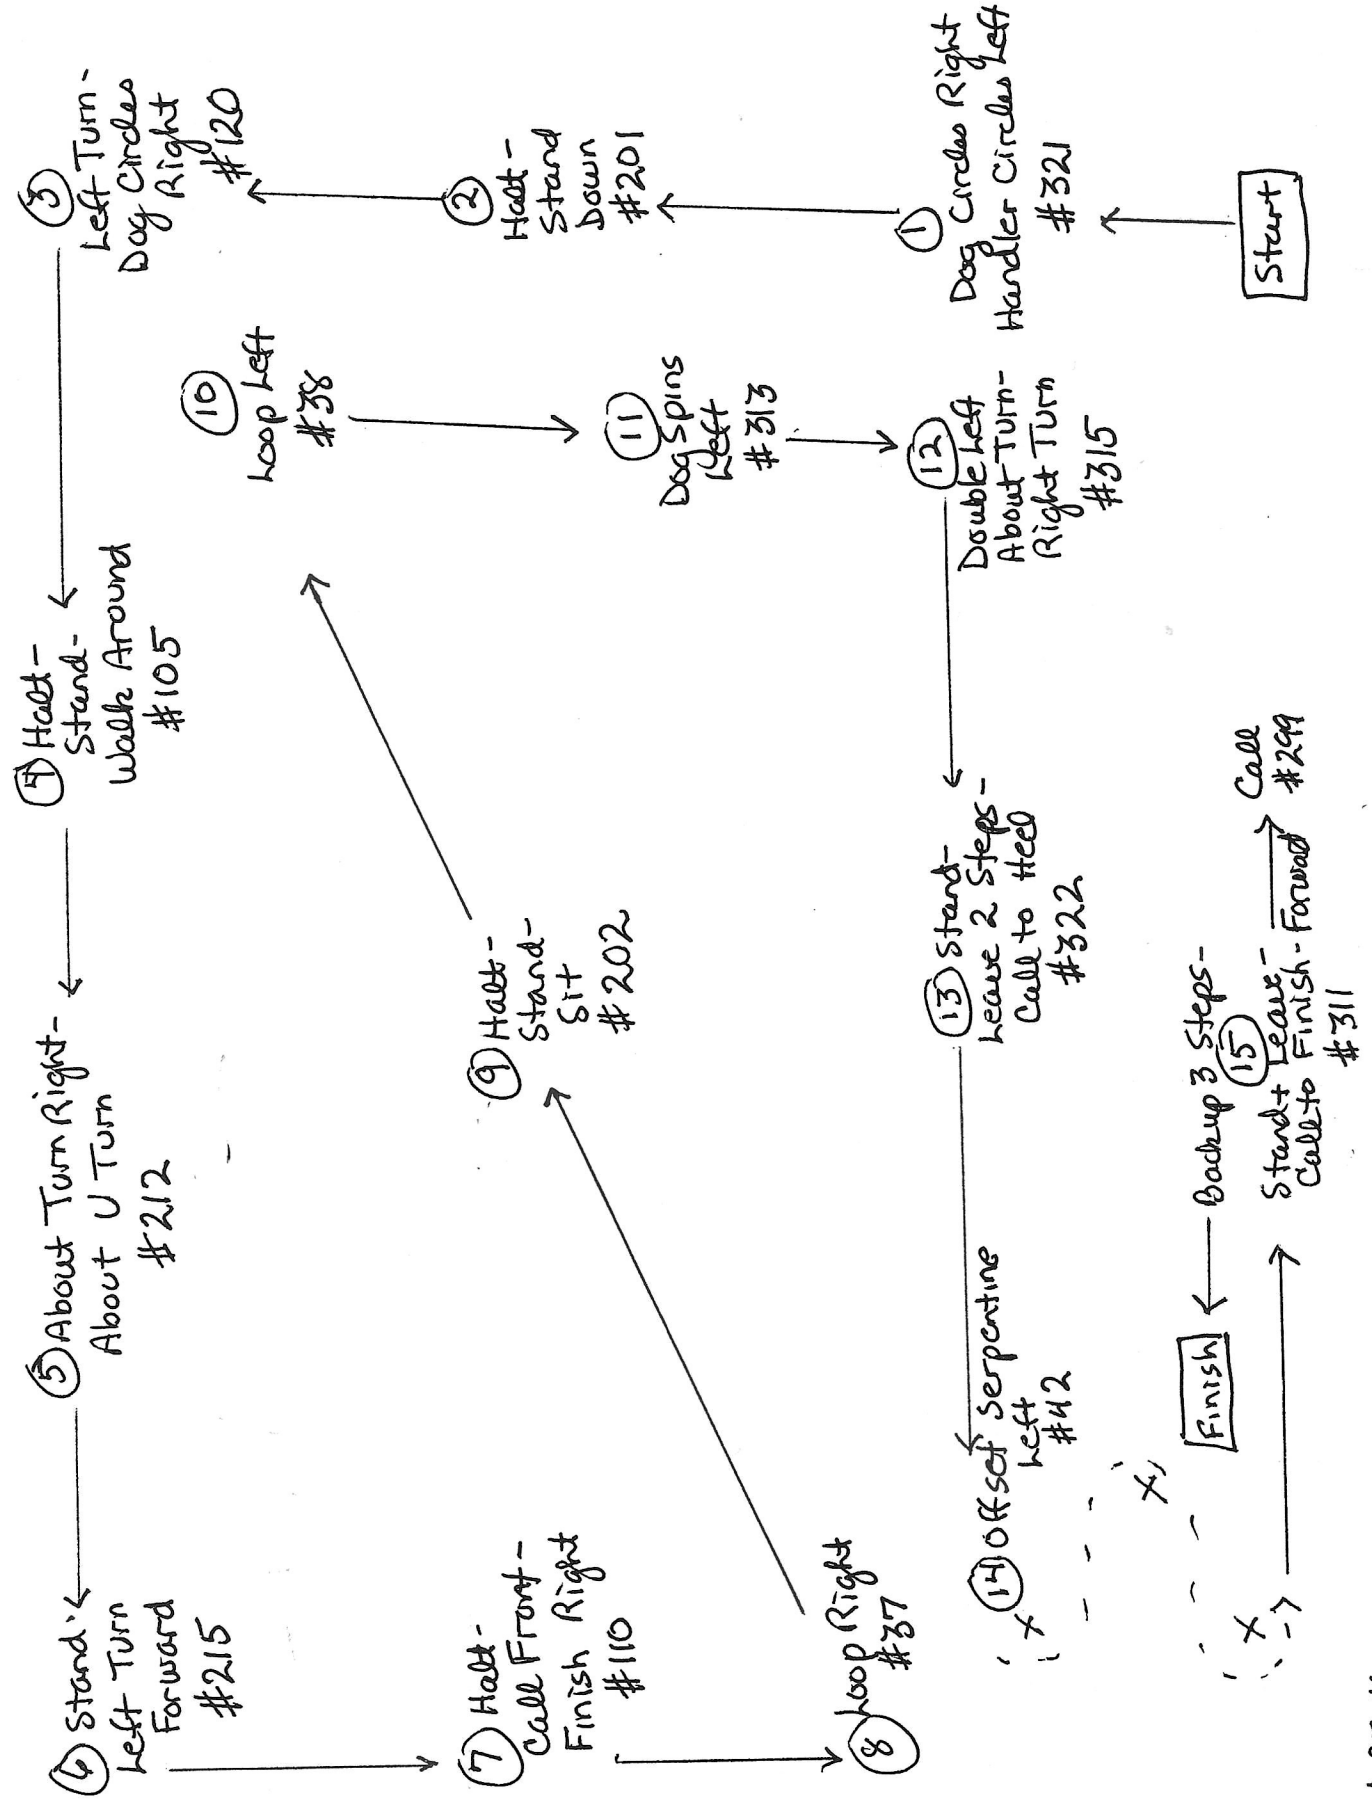 Start
1
Dog Circles Right
Handler Circles Left
#321
2
Halt -
Stand
Down
#201
3
Left Turn -
Dog Circles
Right
#120
4 Halt -
Stand -
Walk Around
#105
5 About Turn Right -
About U Turn
#212
6 Stand -
Left Turn
Forward
#215
7 Halt -
Call Front -
Finish Right
#110
8 Loop Right
#37
9 Halt -
Stand -
Sit
#202
10
Loop Left
#38
11
Dog Spins
Left
#313
12
Double Left
About Turn -
Right Turn
#315
13 Stand -
Leave 2 Steps -
Call to Heel
#322
14 Offset Serpentine
Left
#42
X
X
X
Backup 3 Steps -
15
Stand + Leave -
Call to Finish - Forward
#311
Call
#299
Finish